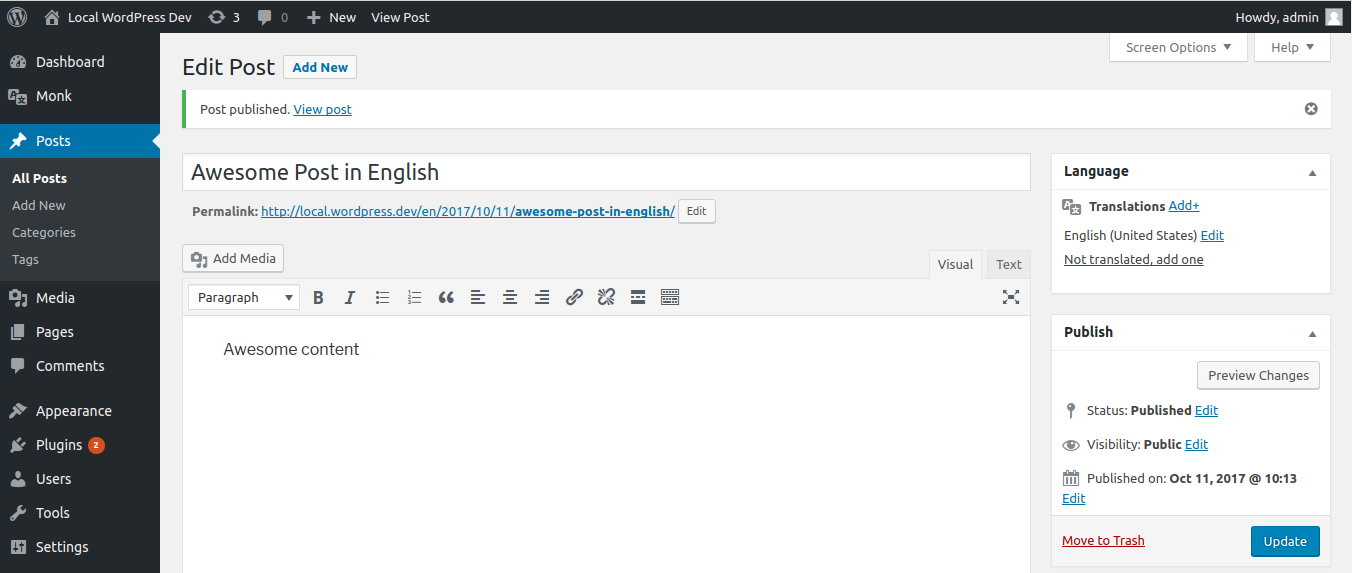 Local WordPress Dev 3 0 New View Post Howdy, admin
Screen Options Help
Dashboard
Monk
Posts
All Posts
Add New
Categories
Tags
Media
Pages
Comments
Appearance
Plugins 2
Users
Tools
Settings
Edit Post Add New
Post published. View post
Awesome Post in English
Permalink: http://local.wordpress.dev/en/2017/10/11/awesome-post-in-english/ Edit
Add Media
Visual Text
Paragraph
Awesome content
Language
Translations Add+
English (United States) Edit
Not translated, add one
Publish
Preview Changes
Status: Published Edit
Visibility: Public Edit
Published on: Oct 11, 2017 @ 10:13
Edit
Move to Trash Update